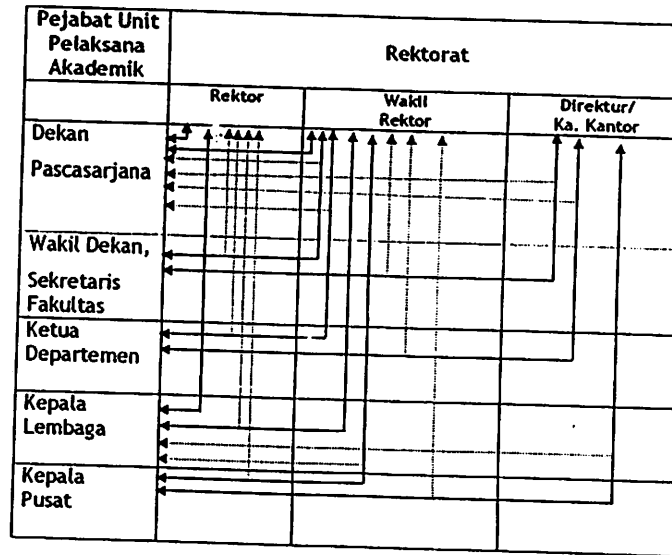 Pejabat Unit
Pelaksana
Akademik
Rektorat
Rektor
Wakil
Rektor
Direktur/
Ka. Kantor
Dekan
Pascasarjana
Wakil Dekan,
Sekretaris
Fakultas
Ketua
Departemen
Kepala
Lembaga
Kepala
Pusat